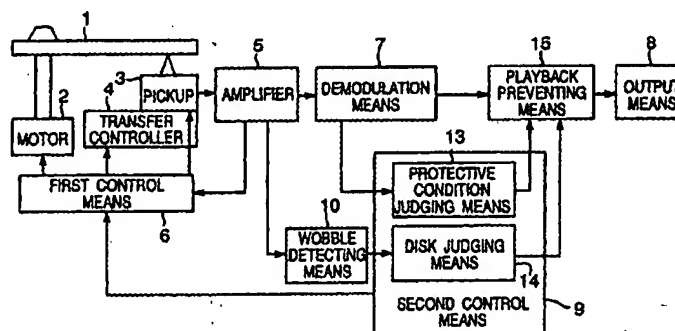 1
5
7
15
8
3
4
2
PICKUP
AMPLIFIER
DEMODULATION
MEANS
PLAYBACK
PREVENTING
MEANS
OUTPUT
MEANS
MOTOR
TRANSFER
CONTROLLER
13
FIRST CONTROL
MEANS
PROTECTIVE
CONDITION
JUDGING MEANS
6
10
WOBBLE
DETECTING
MEANS
DISK JUDGING
MEANS
14
SECOND CONTROL
MEANS
9